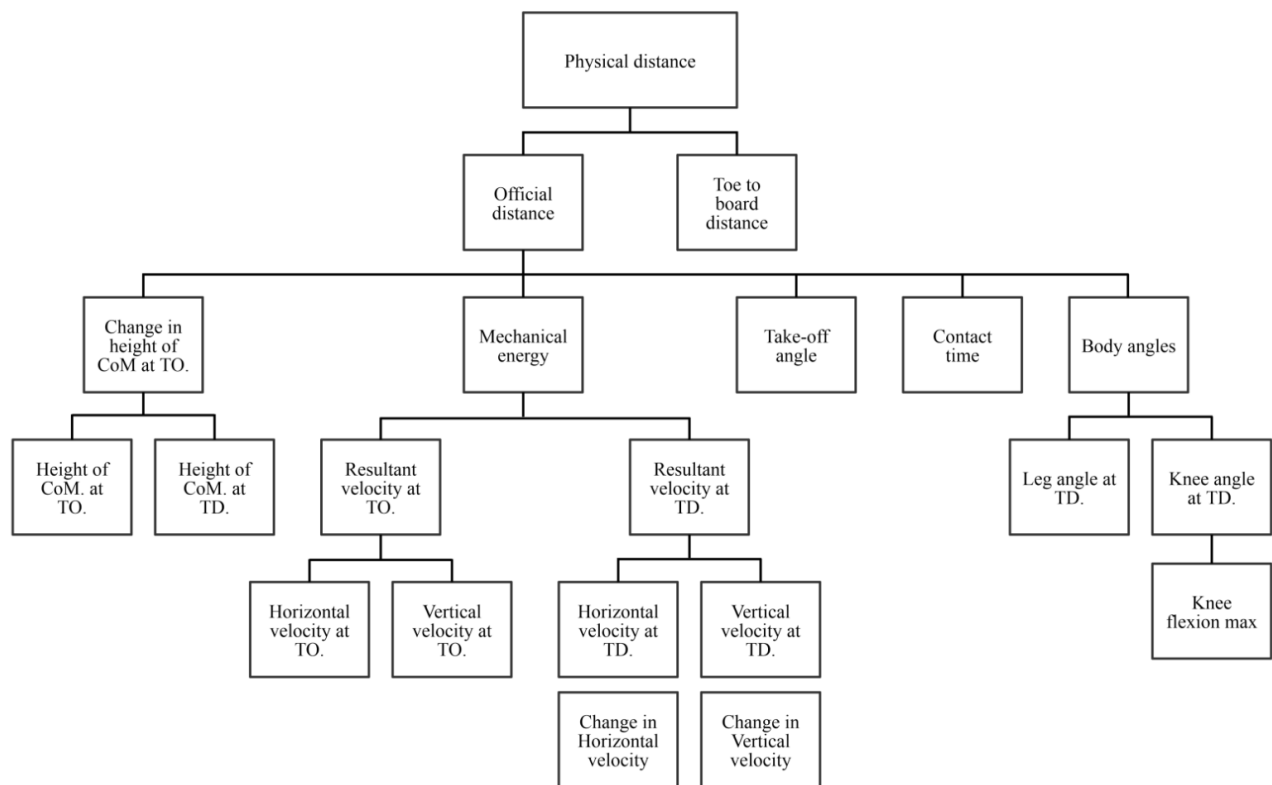 Physical distance
Official
distance
Toe to
board
distance
Change in
height of
CoM at TO.
Mechanical
energy
Take-off
angle
Contact
time
Body angles
Height of
CoM. at
TO.
Height of
CoM. at
TD.
Resultant
velocity at
TO.
Resultant
velocity at
TD.
Leg angle at
TD.
Knee
angle at
TD.
Horizontal
velocity at
TO.
Vertical
velocity at
TO.
Horizontal
velocity at
TD.
Vertical
velocity at
TD.
Knee
flexion max
Change in
Horizontal
velocity
Change in
Vertical
velocity